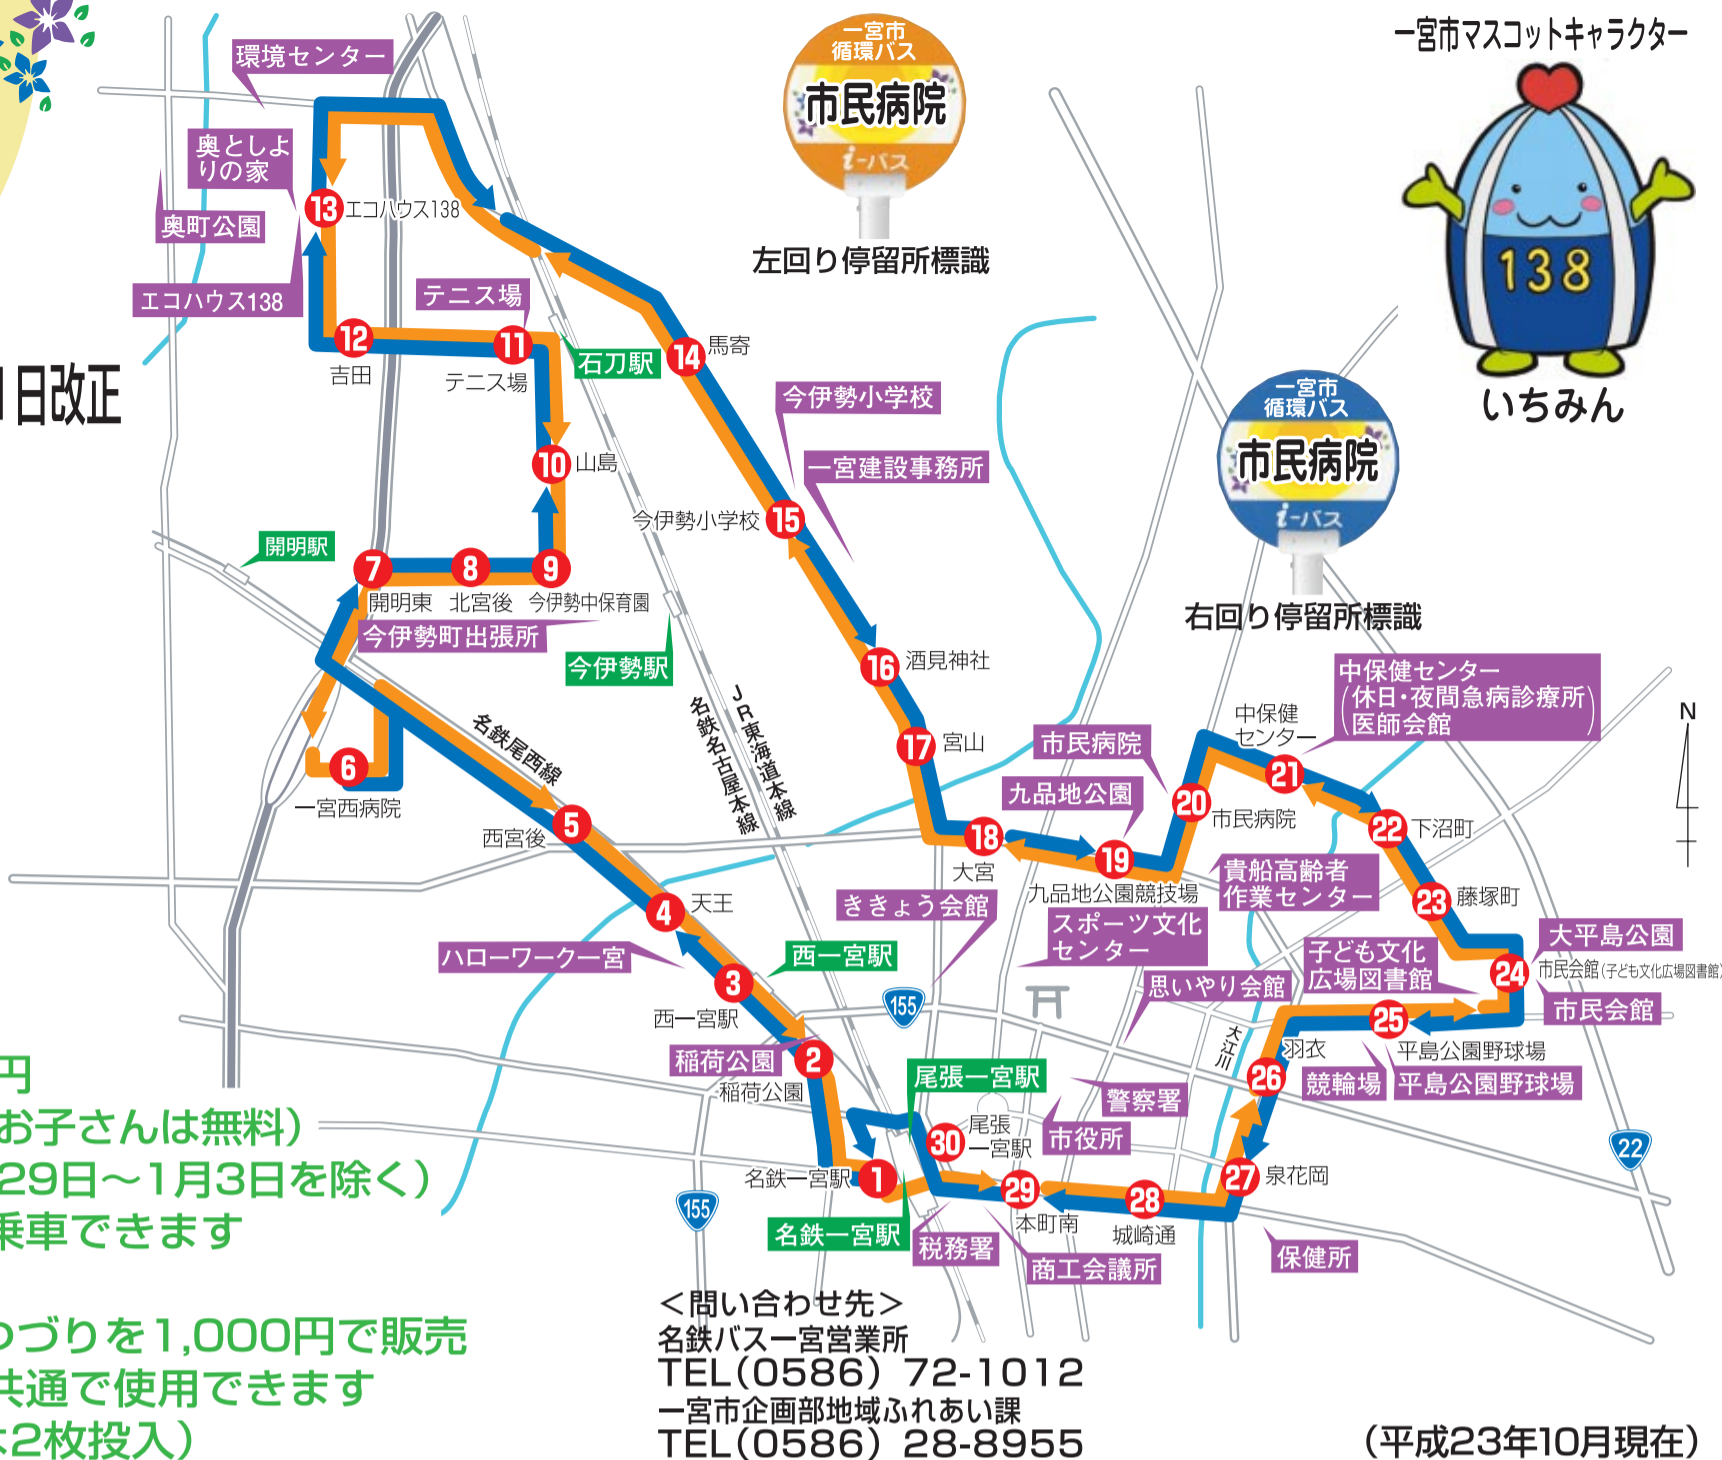 一宮市
循環バス
市民病院
i-バス
左回り停留所標識
一宮市マスコットキャラクター
138
いちみん
一宮市
循環バス
市民病院
i-バス
右回り停留所標識
日改正
環境センター
奥としよ
りの家
奥町公園
エコハウス138
13
エコハウス138
テニス場
12
吉田
11
テニス場
石刀駅
14
馬寄
今伊勢小学校
一宮建設事務所
10
山島
今伊勢小学校
15
開明駅
7
開明東
8
北宮後
9
今伊勢中保育園
今伊勢町出張所
今伊勢駅
16
酒見神社
JR東海道本線
名鉄名古屋本線
名鉄尾西線
17
宮山
6
一宮西病院
5
西宮後
18
大宮
市民病院
九品地公園
19
九品地公園競技場
20
市民病院
中保健
センター
21
中保健センター
(休日・夜間急病診療所)
医師会館
22
下沼町
N
貴船高齢者
作業センター
23
藤塚町
4
天王
ききょう会館
スポーツ文化
センター
ハローワーク一宮
西一宮駅
3
西一宮駅
155
思いやり会館
子ども文化
広場図書館
大平島公園
24
市民会館(子ども文化広場図書館)
市民会館
25
平島公園野球場
大江川
羽衣
26
競輪場
平島公園野球場
稲荷公園
2
稲荷公園
尾張一宮駅
警察署
市役所
30
尾張
一宮駅
22
名鉄一宮駅
1
155
29
本町南
28
城崎通
27
泉花岡
名鉄一宮駅
税務署
商工会議所
保健所
円
お子さんは無料)
29日～1月3日を除く)
乗車できます
つづりを1,000円で販売
共通で使用できます
2枚投入)
＜問い合わせ先＞
名鉄バス一宮営業所
TEL(0586) 72-1012
一宮市企画部地域ふれあい課
TEL(0586) 28-8955
(平成23年10月現在)